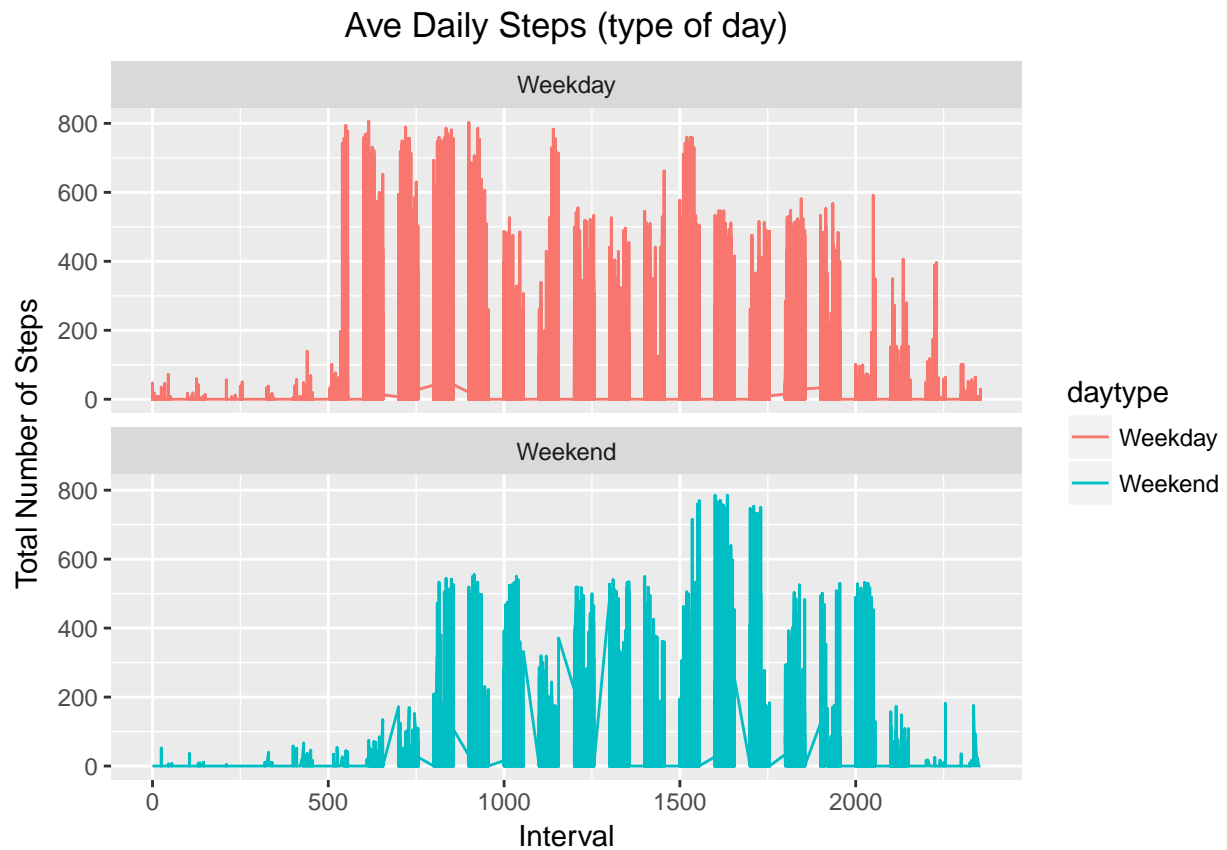 Ave Daily Steps (type of day)
Weekday
800
600
400
200
0
Weekend
800
600
400
200
0
0 500 1000 1500 2000
Interval
Total Number of Steps
daytype
Weekday
Weekend